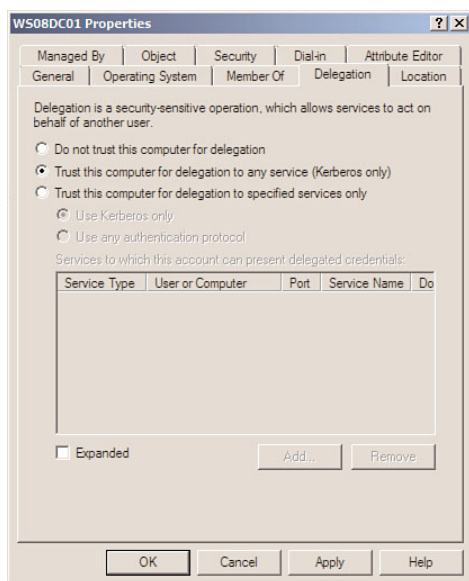 WS08DC01 Properties ? x
Managed By Object Security Dial-in Attribute Editor
General Operating System Member Of Delegation Location
Delegation is a security-sensitive operation, which allows services to act on
behalf of another user.
Do not trust this computer for delegation
Trust this computer for delegation to any service (Kerberos only)
Trust this computer for delegation to specified services only
Use Kerberos only
Use any authentication protocol
Services to which this account can present delegated credentials:
Service Type User or Computer Port Service Name Do
Expanded Add... Remove
OK Cancel Apply Help